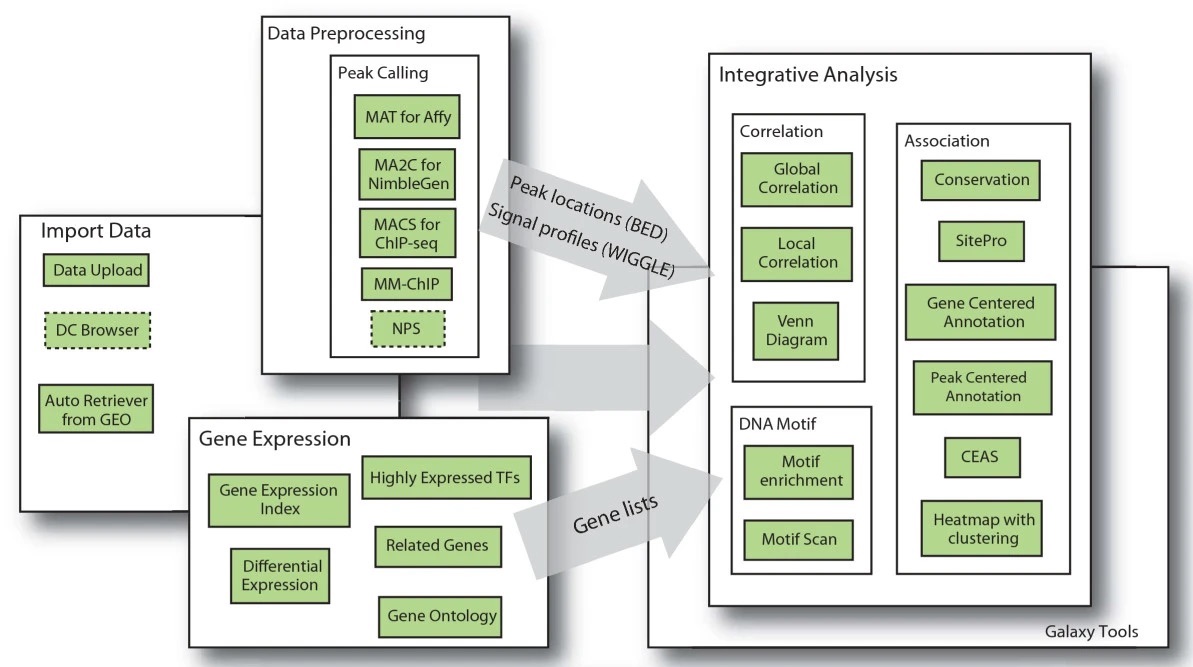 Data Preprocessing
Peak Calling
MAT for Affy
MA2C for
NimbleGen
MACS for
ChIP-seq
MM-ChIP
NPS
Import Data
Data Upload
DC Browser
Auto Retriever
from GEO
Gene Expression
Gene Expression
Index
Differential
Expression
Highly Expressed TFs
Related Genes
Gene Ontology
Peak locations (BED)
Signal profiles (WIGGLE)
Gene lists
Integrative Analysis
Correlation
Global
Correlation
Local
Correlation
Venn
Diagram
DNA Motif
Motif
enrichment
Motif Scan
Association
Conservation
SitePro
Gene Centered
Annotation
Peak Centered
Annotation
CEAS
Heatmap with
clustering
Galaxy Tools